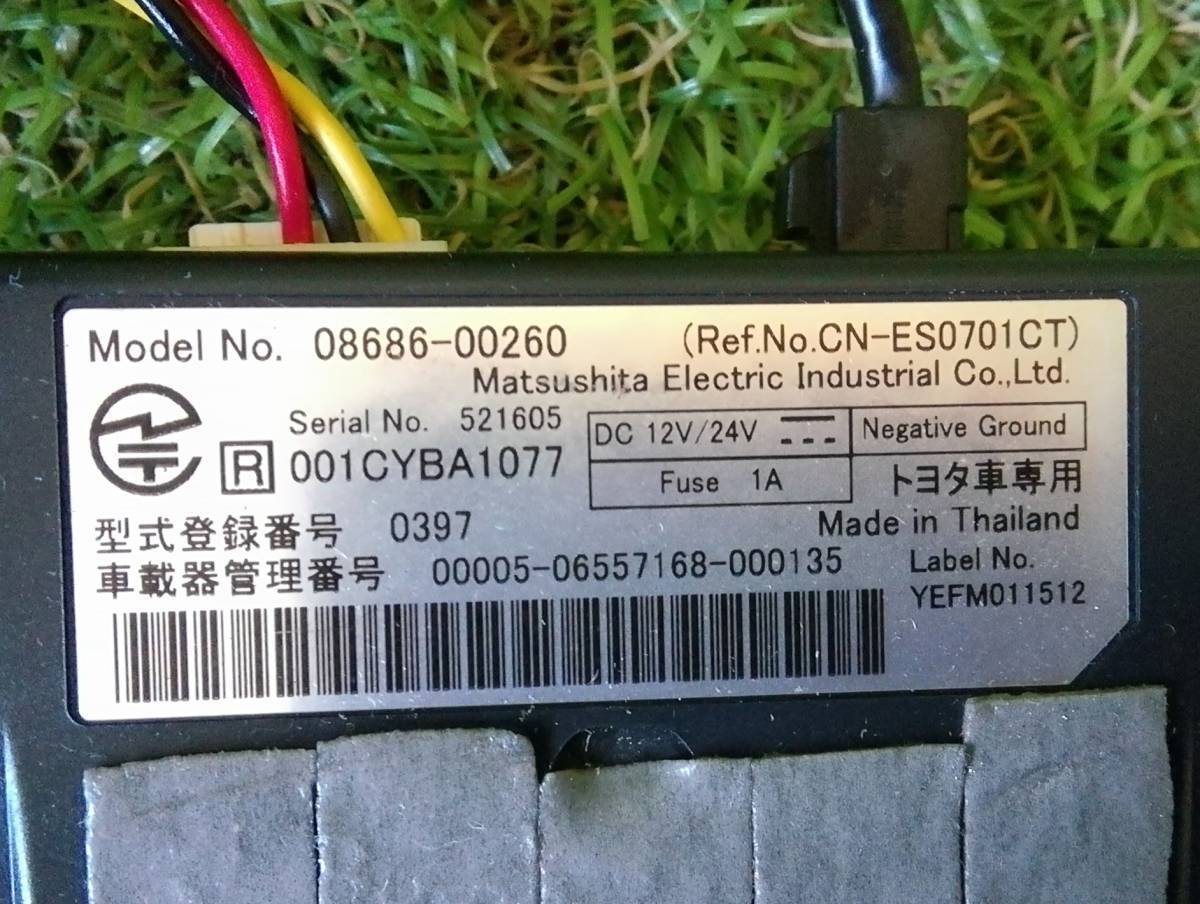 Model No. 08686-00260 (Ref.No.CN-ES0701CT)
Matsushita Electric Industrial Co.,Ltd.
Serial No. 521605
R 001CYBA1077
DC 12V/24V
Negative Ground
Fuse 1A
トヨタ車専用
型式登録番号 0397
Made in Thailand
車載器管理番号 00005-06557168-000135
Label No.
YEFM011512